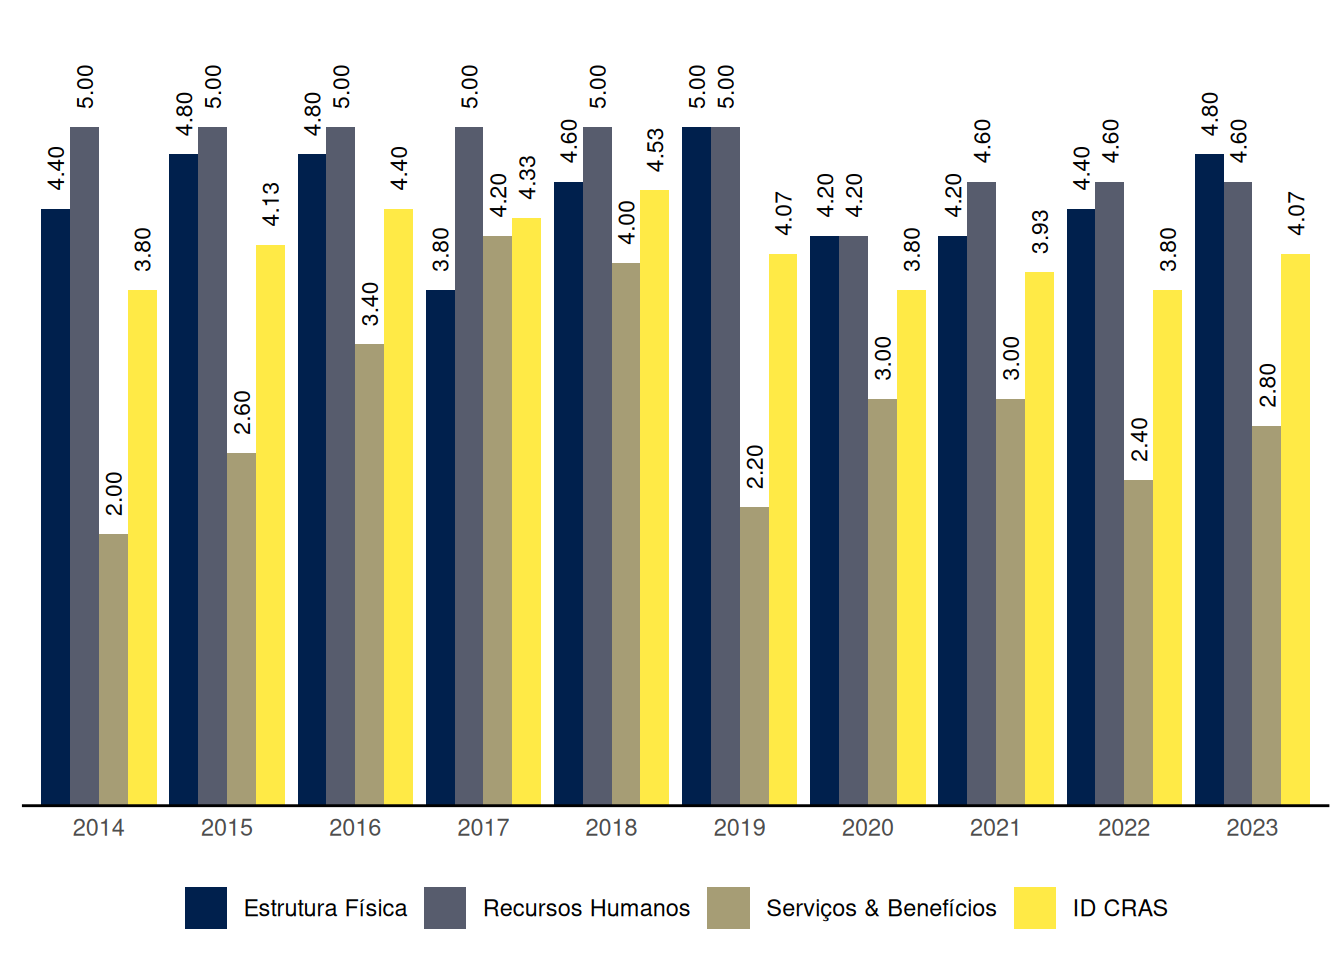 4.40 5.00 2.00 3.80
4.80 5.00 2.60 4.13
4.80 5.00 3.40 4.40
3.80 5.00 4.20 4.33
4.60 5.00 4.00 4.53
5.00 5.00 2.20 4.07
4.20 4.20 3.00 3.80
4.20 4.60 3.00 3.93
4.40 4.60 2.40 3.80
4.80 4.60 2.80 4.07
2014 2015 2016 2017 2018 2019 2020 2021 2022 2023
Estrutura Física Recursos Humanos Serviços & Benefícios ID CRAS